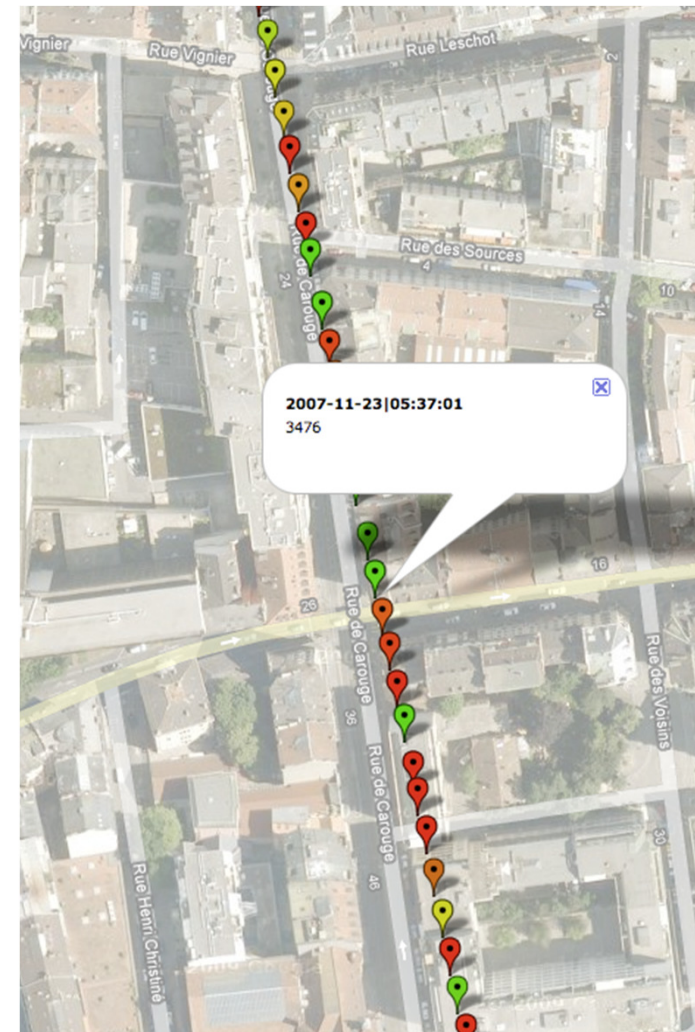 Vignier
Rue Vignier
Rue Leschot
2
Rue des Sources
4
24
Rue de Carouge
10
14
2007-11-23|05:37:01
3476
16
26
Rue de Carouge
Rue des Voisins
36
Rue de Carouge
30
46
Rue Henri Christiné